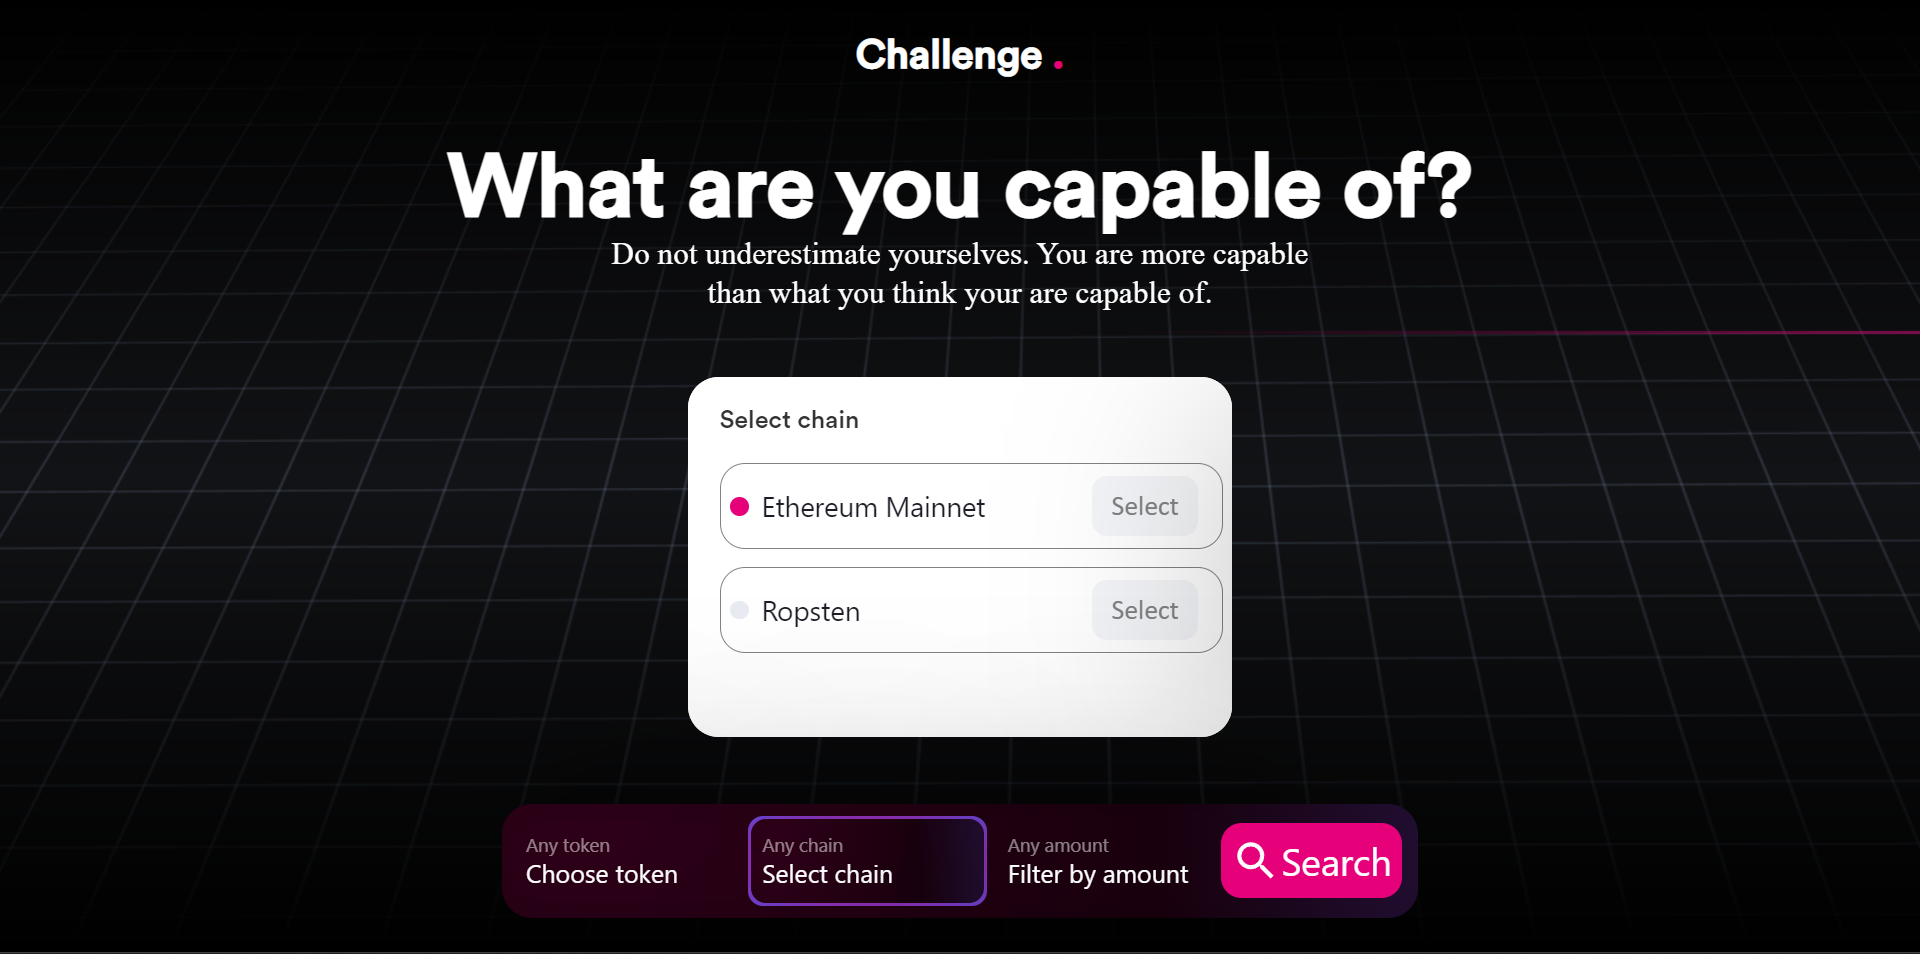 Challenge .
What are you capable of?
Do not underestimate yourselves. You are more capable
than what you think your are capable of.
Select chain
Ethereum Mainnet Select
Ropsten Select
Any token
Choose token
Any chain
Select chain
Any amount
Filter by amount
Search